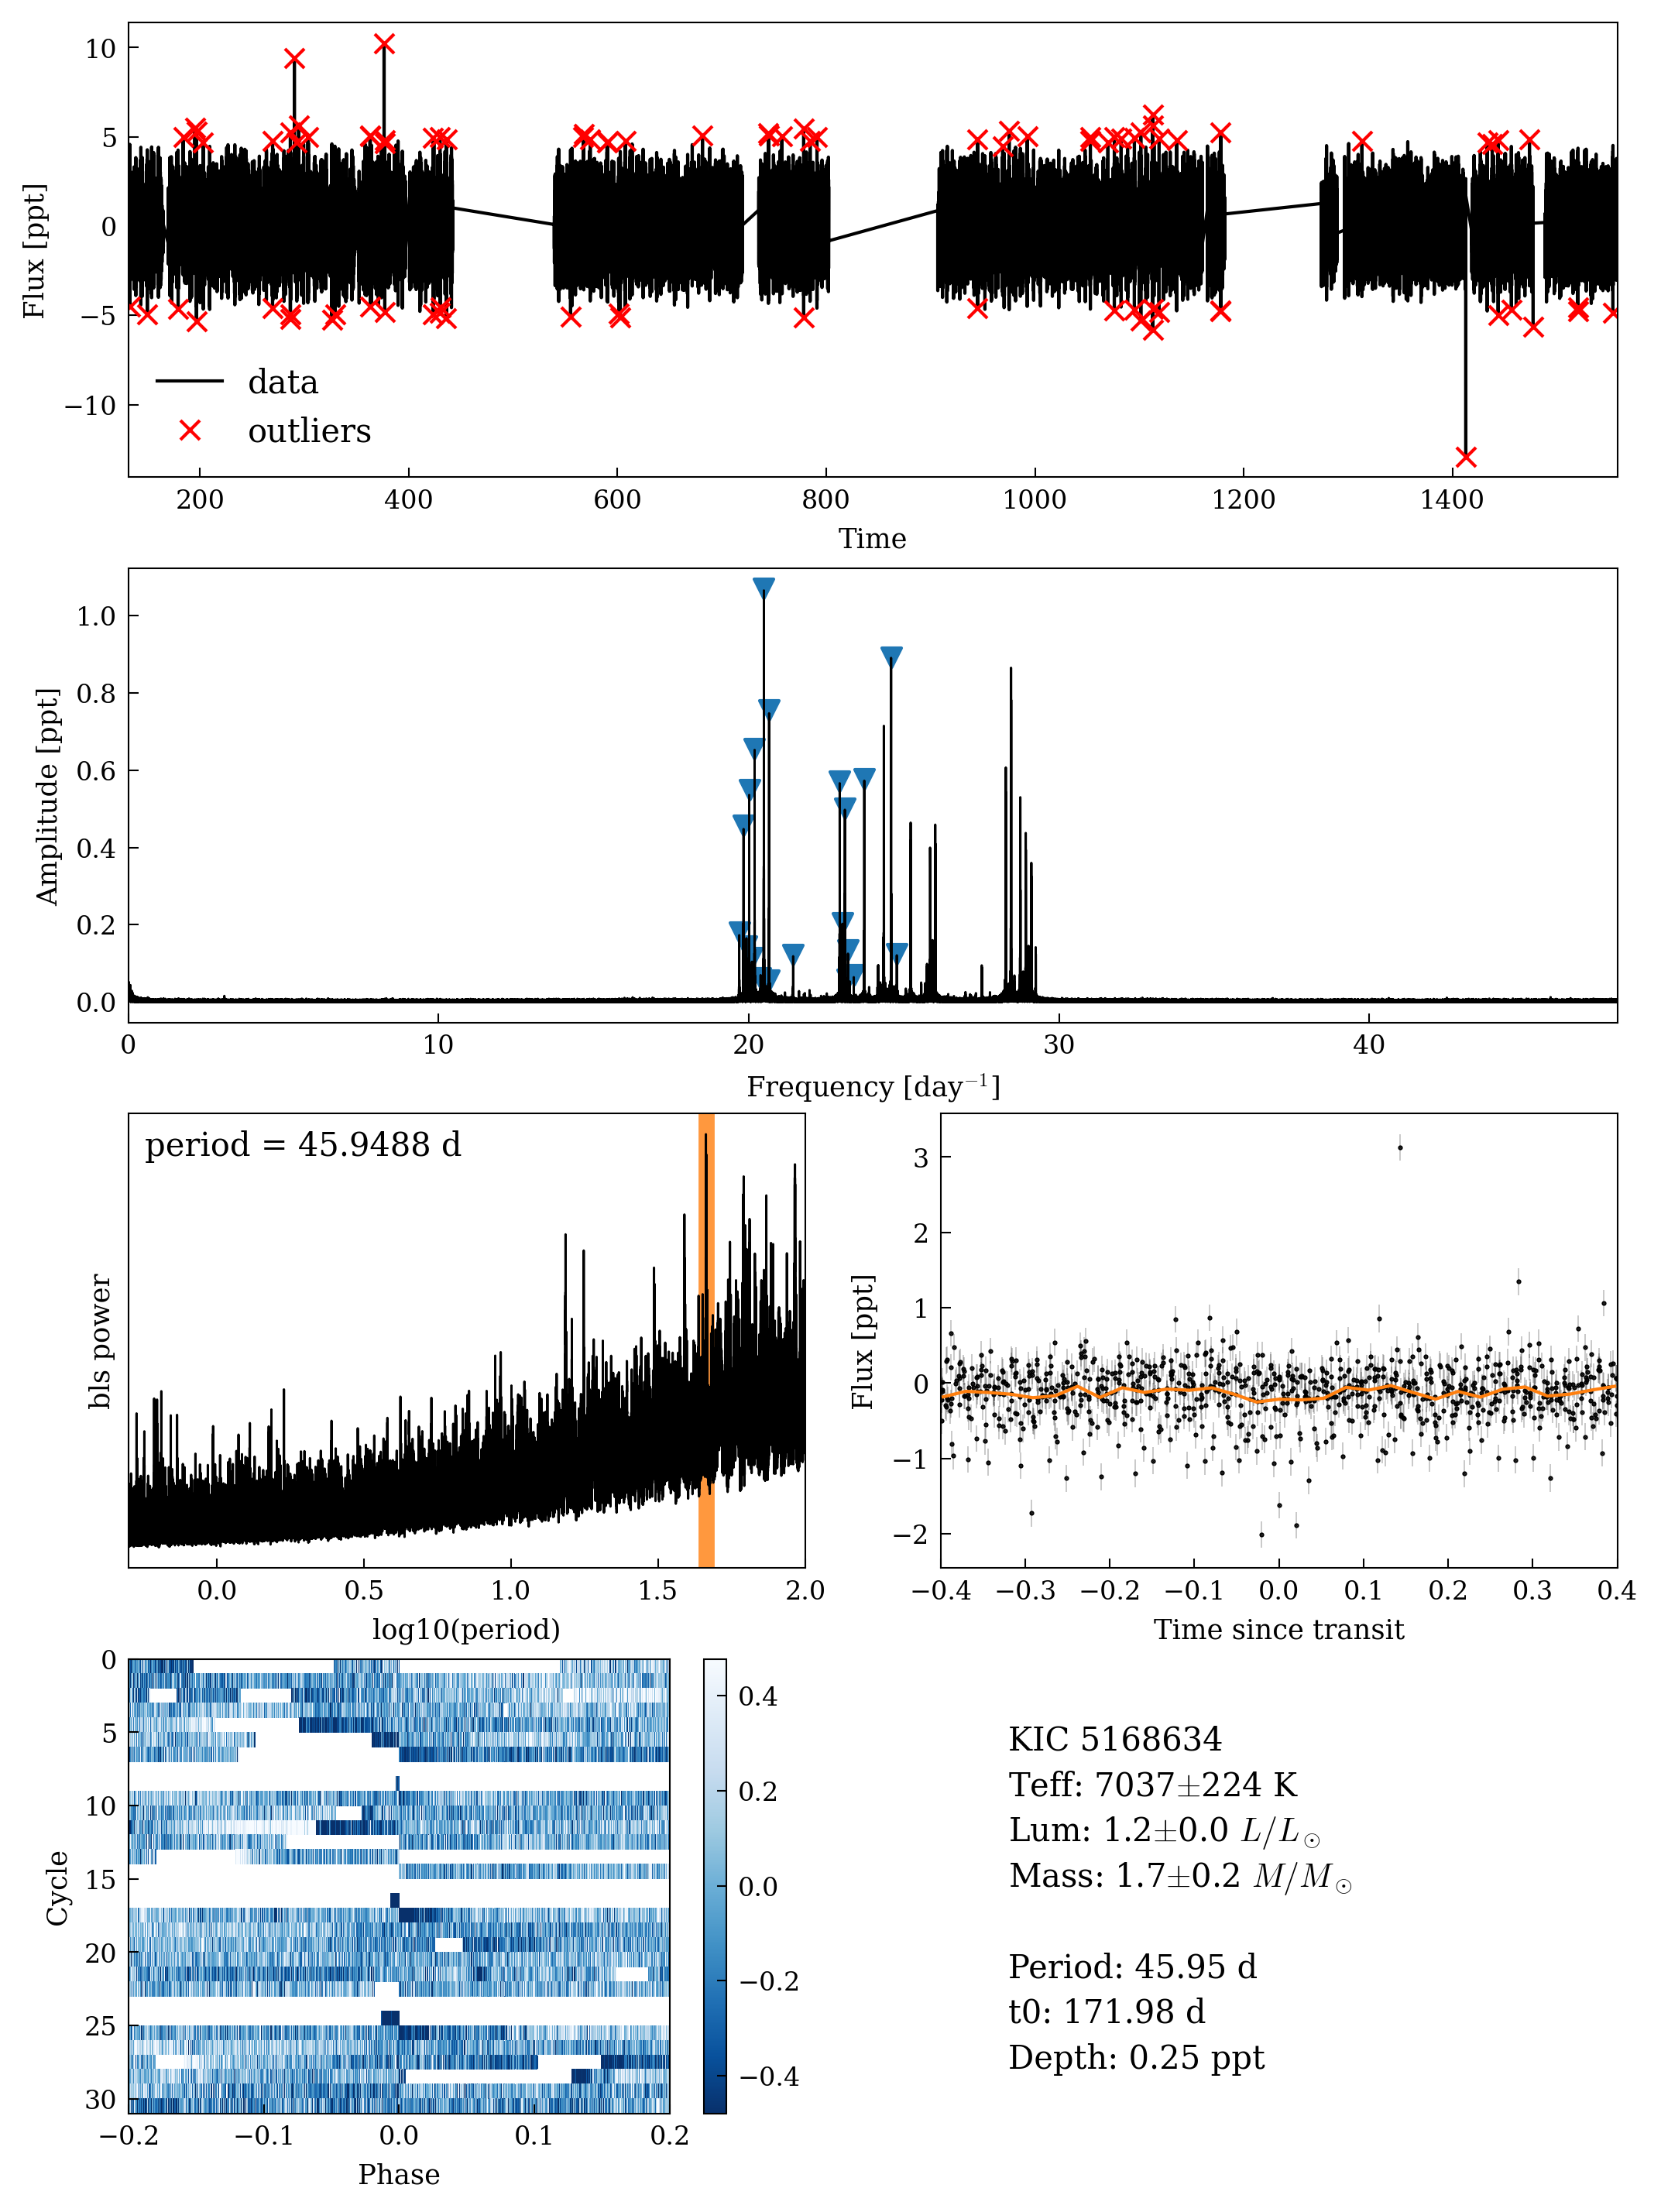 10
5
0
−5
−10
Flux [ppt]
data
outliers
200 400 600 800 1000 1200 1400
Time
1.0
0.8
0.6
0.4
0.2
0.0
Amplitude [ppt]
0 10 20 30 40
Frequency [day⁻¹]
period = 45.9488 d
bls power
0.0 0.5 1.0 1.5 2.0
log10(period)
3
2
1
0
−1
−2
Flux [ppt]
−0.4 −0.3 −0.2 −0.1 0.0 0.1 0.2 0.3 0.4
Time since transit
0
5
10
15
20
25
30
Cycle
−0.2 −0.1 0.0 0.1 0.2
Phase
0.4
0.2
0.0
−0.2
−0.4
KIC 5168634
Teff: 7037±224 K
Lum: 1.2±0.0 L/L⊙
Mass: 1.7±0.2 M/M⊙
Period: 45.95 d
t0: 171.98 d
Depth: 0.25 ppt